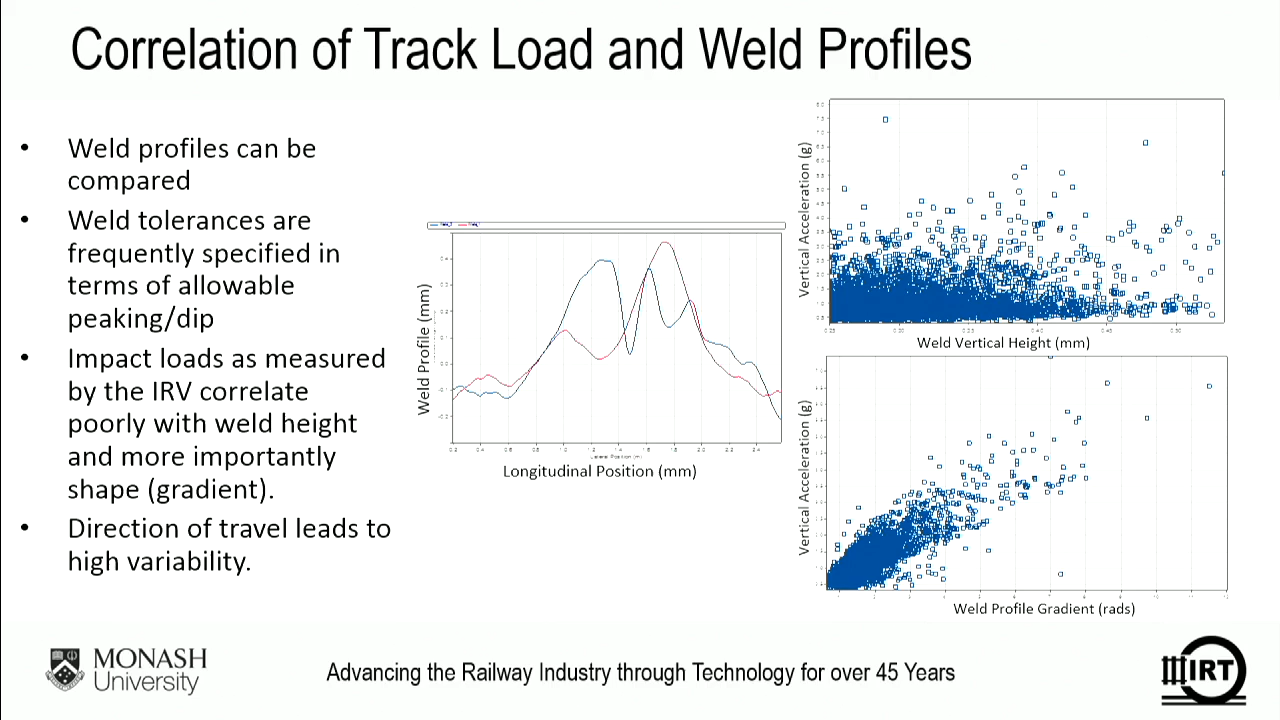 Correlation of Track Load and Weld Profiles
• Weld profiles can be
compared
• Weld tolerances are
frequently specified in
terms of allowable
peaking/dip
• Impact loads as measured
by the IRV correlate
poorly with weld height
and more importantly
shape (gradient).
• Direction of travel leads to
high variability.
Weld Profile (mm)
Longitudinal Position (mm)
Vertical Acceleration (g)
Weld Vertical Height (mm)
Vertical Acceleration (g)
Weld Profile Gradient (rads)
MONASH
University
Advancing the Railway Industry through Technology for over 45 Years
IRT